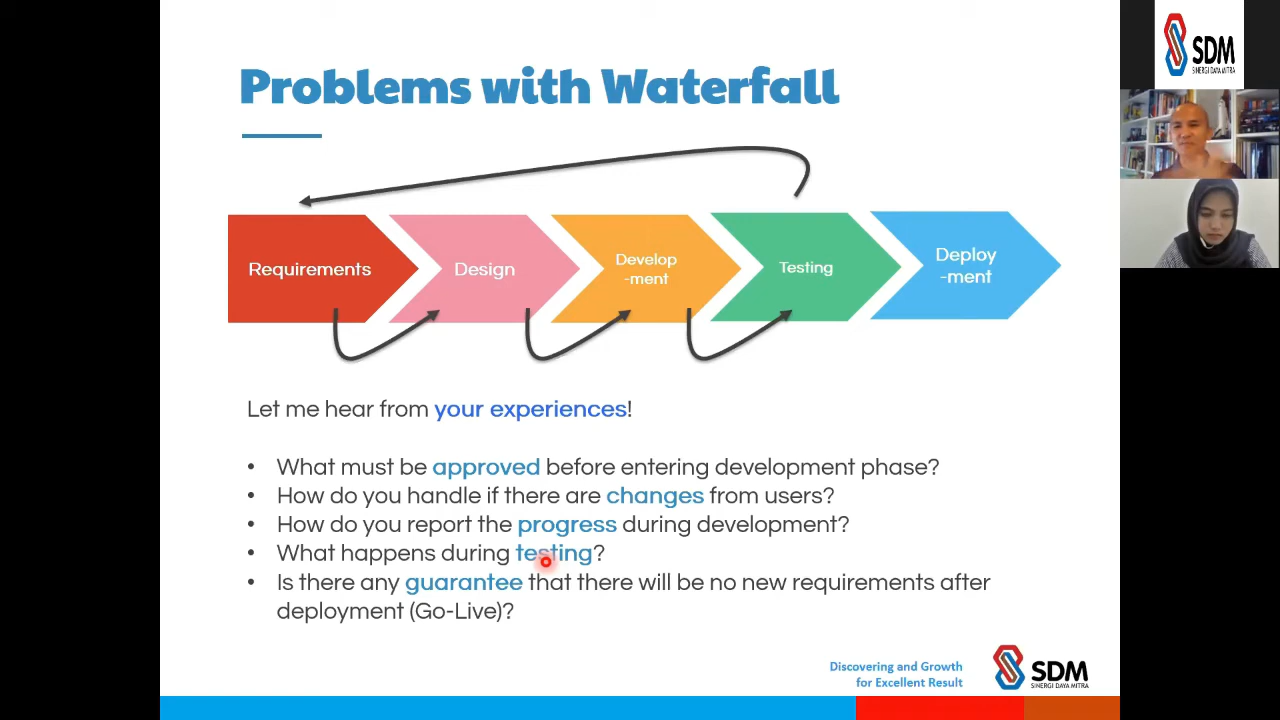 Problems with Waterfall
Requirements
Design
Develop
-ment
Testing
Deploy
-ment
Let me hear from your experiences!
• What must be approved before entering development phase?
• How do you handle if there are changes from users?
• How do you report the progress during development?
• What happens during testing?
• Is there any guarantee that there will be no new requirements after
deployment (Go-Live)?
Discovering and Growth
for Excellent Result
SDM
SINERGI DAYA MITRA
SDM
SINERGI DAYA MITRA